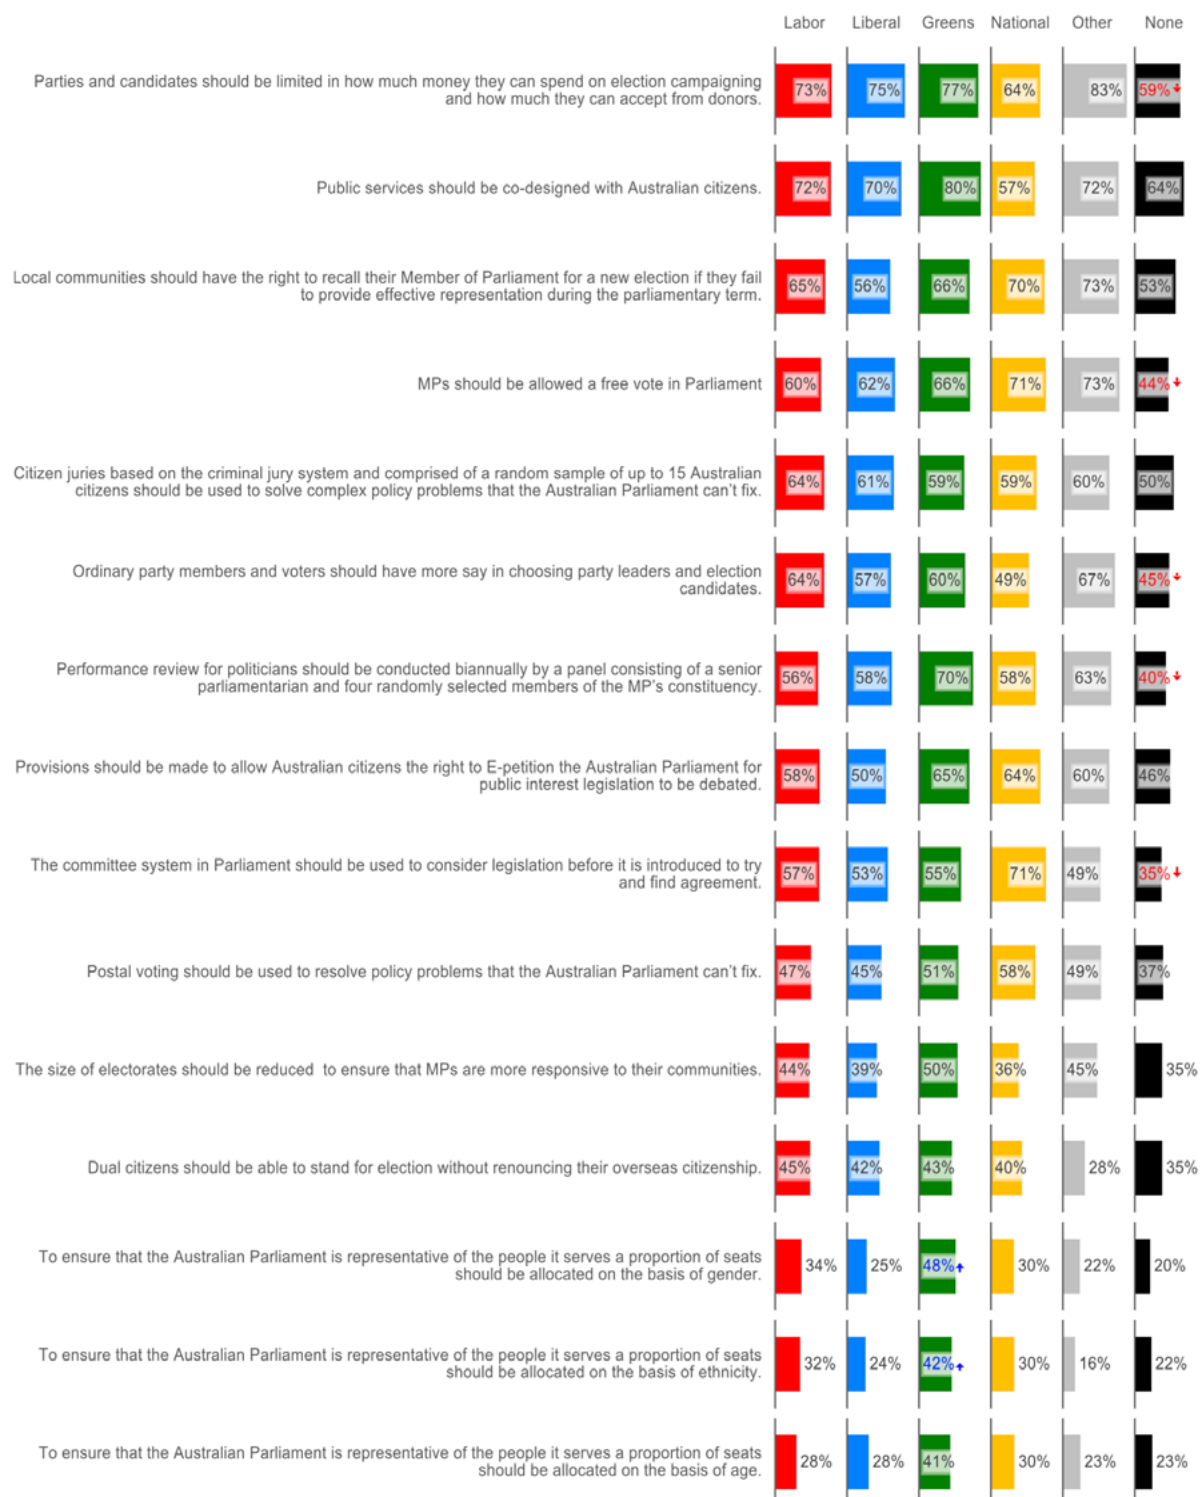 Labor Liberal Greens National Other None
Parties and candidates should be limited in how much money they can spend on election campaigning
and how much they can accept from donors.
73% 75% 77% 64% 83% 59%
Public services should be co-designed with Australian citizens.
72% 70% 80% 57% 72% 64%
Local communities should have the right to recall their Member of Parliament for a new election if they fail
to provide effective representation during the parliamentary term.
65% 56% 66% 70% 73% 53%
MPs should be allowed a free vote in Parliament
60% 62% 66% 71% 73% 44%
Citizen juries based on the criminal jury system and comprised of a random sample of up to 15 Australian
citizens should be used to solve complex policy problems that the Australian Parliament can't fix.
64% 61% 59% 59% 60% 50%
Ordinary party members and voters should have more say in choosing party leaders and election
candidates.
64% 57% 60% 49% 67% 45%
Performance review for politicians should be conducted biannually by a panel consisting of a senior
parliamentarian and four randomly selected members of the MP's constituency.
56% 58% 70% 58% 63% 40%
Provisions should be made to allow Australian citizens the right to E-petition the Australian Parliament for
public interest legislation to be debated.
58% 50% 65% 64% 60% 46%
The committee system in Parliament should be used to consider legislation before it is introduced to try
and find agreement.
57% 53% 55% 71% 49% 35%
Postal voting should be used to resolve policy problems that the Australian Parliament can't fix.
47% 45% 51% 58% 49% 37%
The size of electorates should be reduced to ensure that MPs are more responsive to their communities.
44% 39% 50% 36% 45% 35%
Dual citizens should be able to stand for election without renouncing their overseas citizenship.
45% 42% 43% 40% 28% 35%
To ensure that the Australian Parliament is representative of the people it serves a proportion of seats
should be allocated on the basis of gender.
34% 25% 48% 30% 22% 20%
To ensure that the Australian Parliament is representative of the people it serves a proportion of seats
should be allocated on the basis of ethnicity.
32% 24% 42% 30% 16% 22%
To ensure that the Australian Parliament is representative of the people it serves a proportion of seats
should be allocated on the basis of age.
28% 28% 41% 30% 23% 23%